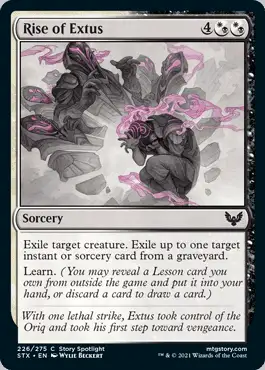 Rise of Extus 4
Sorcery
Exile target creature. Exile up to one target
instant or sorcery card from a graveyard.
Learn. (You may reveal a Lesson card you
own from outside the game and put it into your
hand, or discard a card to draw a card.)
With one lethal strike, Extus took control of the
Oriq and took his first step toward vengeance.
226/275 C Story Spotlight mtgstory.com
STX • EN Wylie Beckert ™ & © 2021 Wizards of the Coast